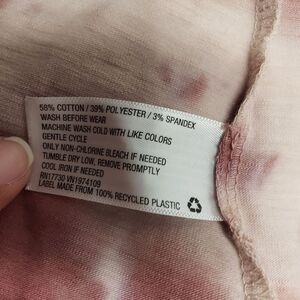 58% COTTON / 39% POLYESTER / 3% SPANDEX
WASH BEFORE WEAR
MACHINE WASH COLD WITH LIKE COLORS
GENTLE CYCLE
ONLY NON-CHLORINE BLEACH IF NEEDED
TUMBLE DRY LOW, REMOVE PROMPTLY
COOL IRON IF NEEDED
RN17730 VN1974109
LABEL MADE FROM 100% RECYCLED PLASTIC